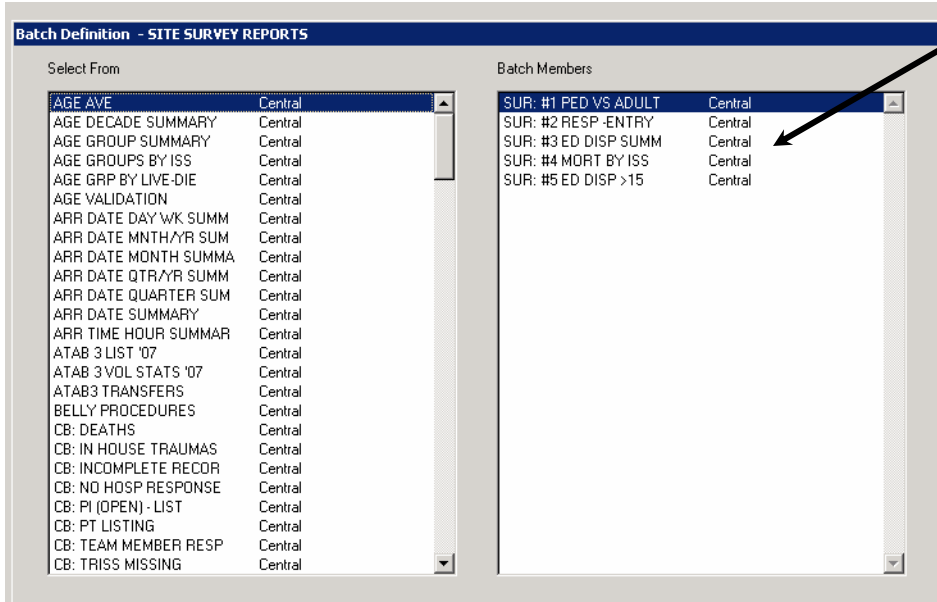 Batch Definition - SITE SURVEY REPORTS
Select From
AGE AVE Central
AGE DECADE SUMMARY Central
AGE GROUP SUMMARY Central
AGE GROUPS BY ISS Central
AGE GRP BY LIVE-DIE Central
AGE VALIDATION Central
ARR DATE DAY WK SUMM Central
ARR DATE MNTH/YR SUM Central
ARR DATE MONTH SUMMA Central
ARR DATE QTR/YR SUMM Central
ARR DATE QUARTER SUM Central
ARR DATE SUMMARY Central
ARR TIME HOUR SUMMAR Central
ATAB 3 LIST '07 Central
ATAB 3 VOL STATS '07 Central
ATAB3 TRANSFERS Central
BELLY PROCEDURES Central
CB: DEATHS Central
CB: IN HOUSE TRAUMAS Central
CB: INCOMPLETE RECOR Central
CB: NO HOSP RESPONSE Central
CB: PI (OPEN) - LIST Central
CB: PT LISTING Central
CB: TEAM MEMBER RESP Central
CB: TRISS MISSING Central
Batch Members
SUR: #1 PED VS ADULT Central
SUR: #2 RESP -ENTRY Central
SUR: #3 ED DISP SUMM Central
SUR: #4 MORT BY ISS Central
SUR: #5 ED DISP >15 Central